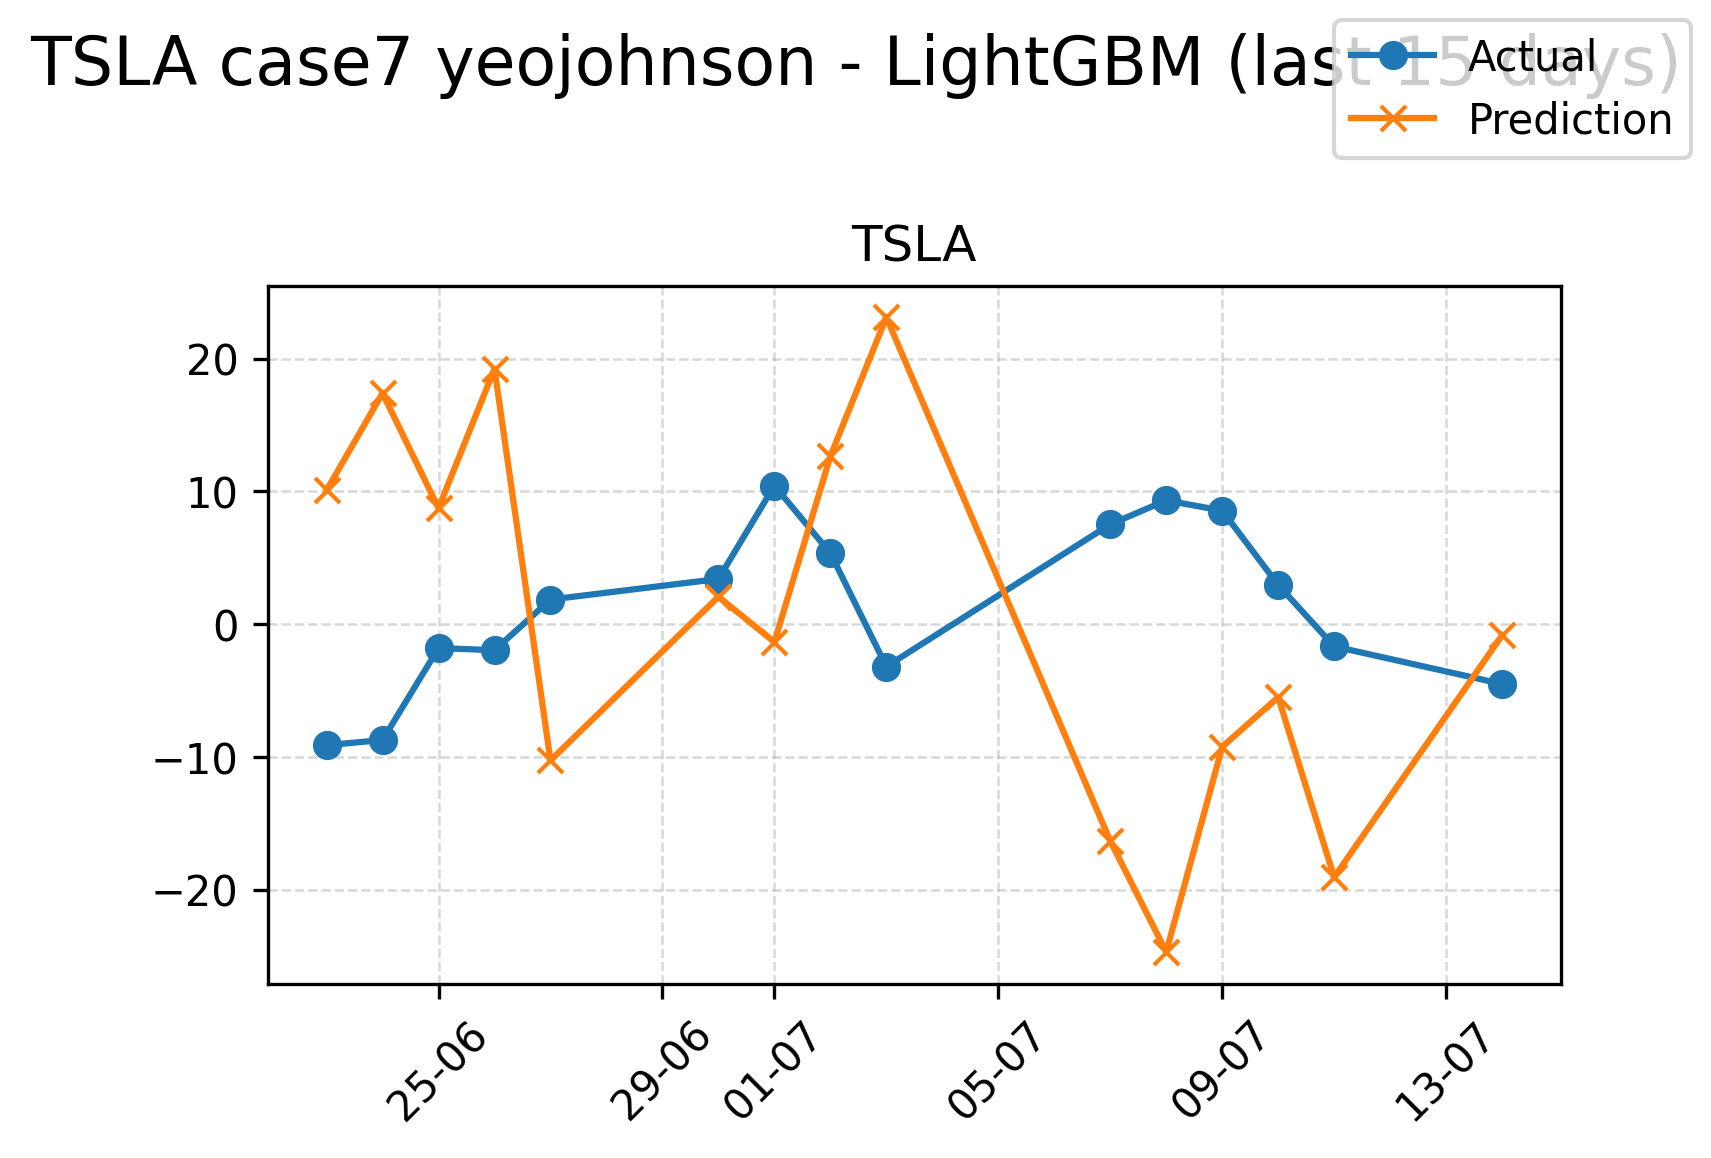 TSLA case7 yeojohnson - LightGBM (last 15 days)
Actual
Prediction
TSLA
20
10
0
−10
−20
25-06
29-06
01-07
05-07
09-07
13-07